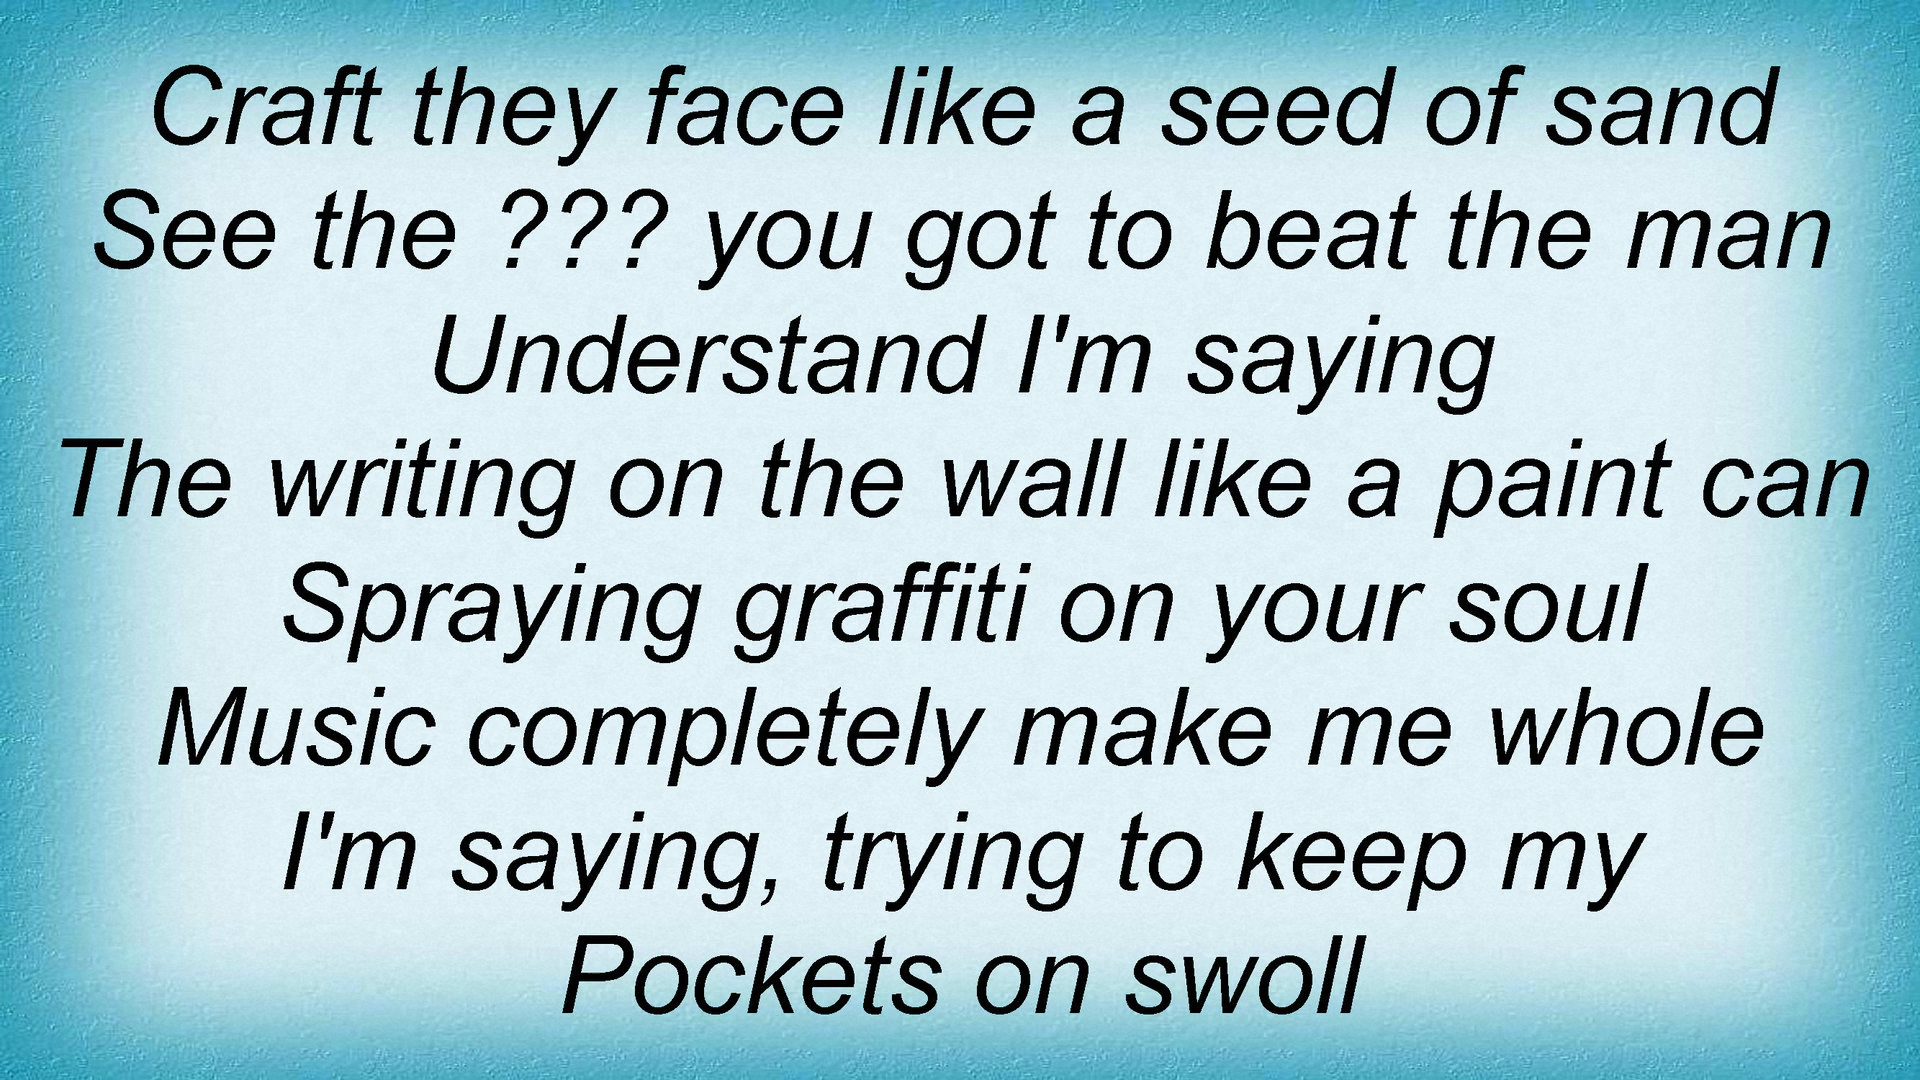 Craft they face like a seed of sand
See the ??? you got to beat the man
Understand I'm saying
The writing on the wall like a paint can
Spraying graffiti on your soul
Music completely make me whole
I'm saying, trying to keep my
Pockets on swoll